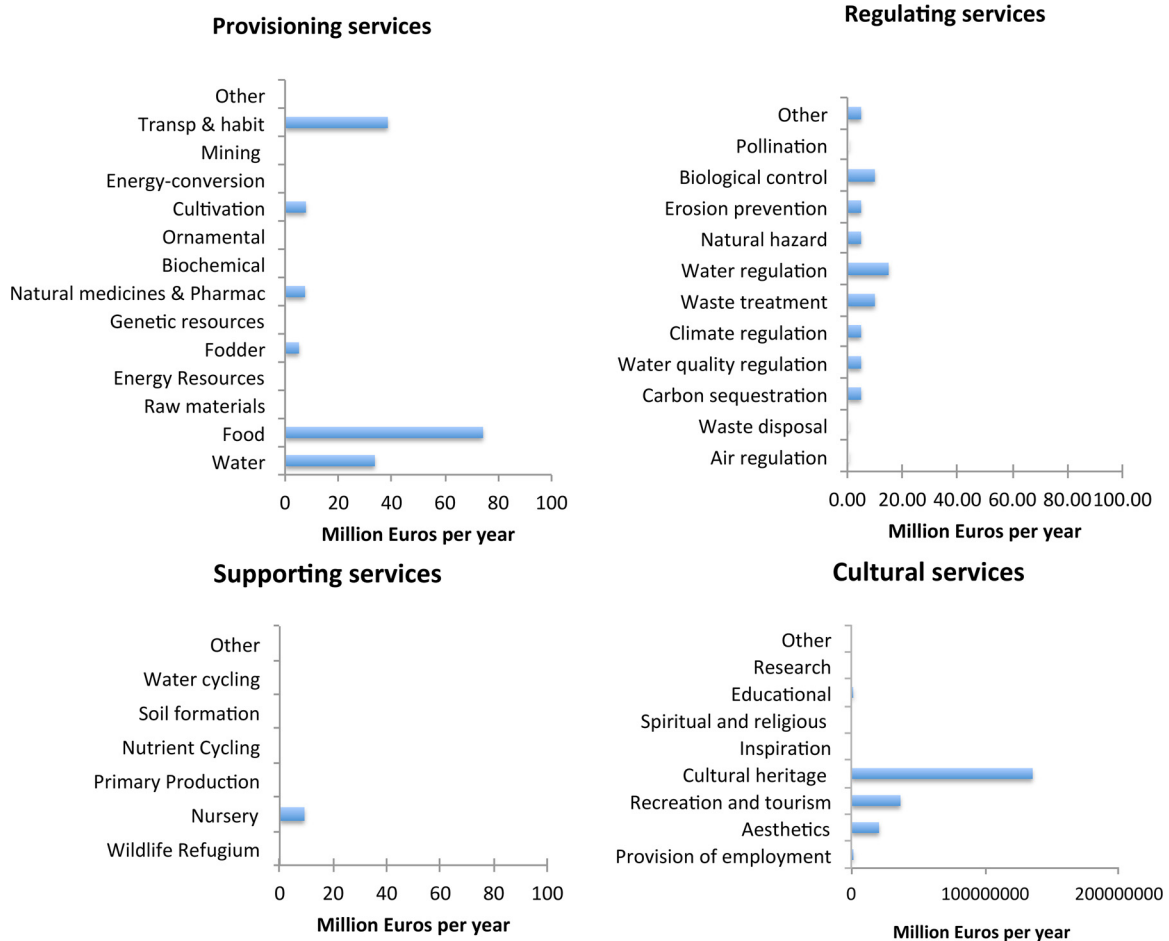 Provisioning services
Other
Transp & habit
Mining
Energy-conversion
Cultivation
Ornamental
Biochemical
Natural medicines & Pharmac
Genetic resources
Fodder
Energy Resources
Raw materials
Food
Water
0 20 40 60 80 100
Million Euros per year
Regulating services
Other
Pollination
Biological control
Erosion prevention
Natural hazard
Water regulation
Waste treatment
Climate regulation
Water quality regulation
Carbon sequestration
Waste disposal
Air regulation
0.00 20.00 40.00 60.00 80.00 100.00
Million Euros per year
Supporting services
Other
Water cycling
Soil formation
Nutrient Cycling
Primary Production
Nursery
Wildlife Refugium
0 20 40 60 80 100
Million Euros per year
Cultural services
Other
Research
Educational
Spiritual and religious
Inspiration
Cultural heritage
Recreation and tourism
Aesthetics
Provision of employment
0 100000000 200000000
Million Euros per year